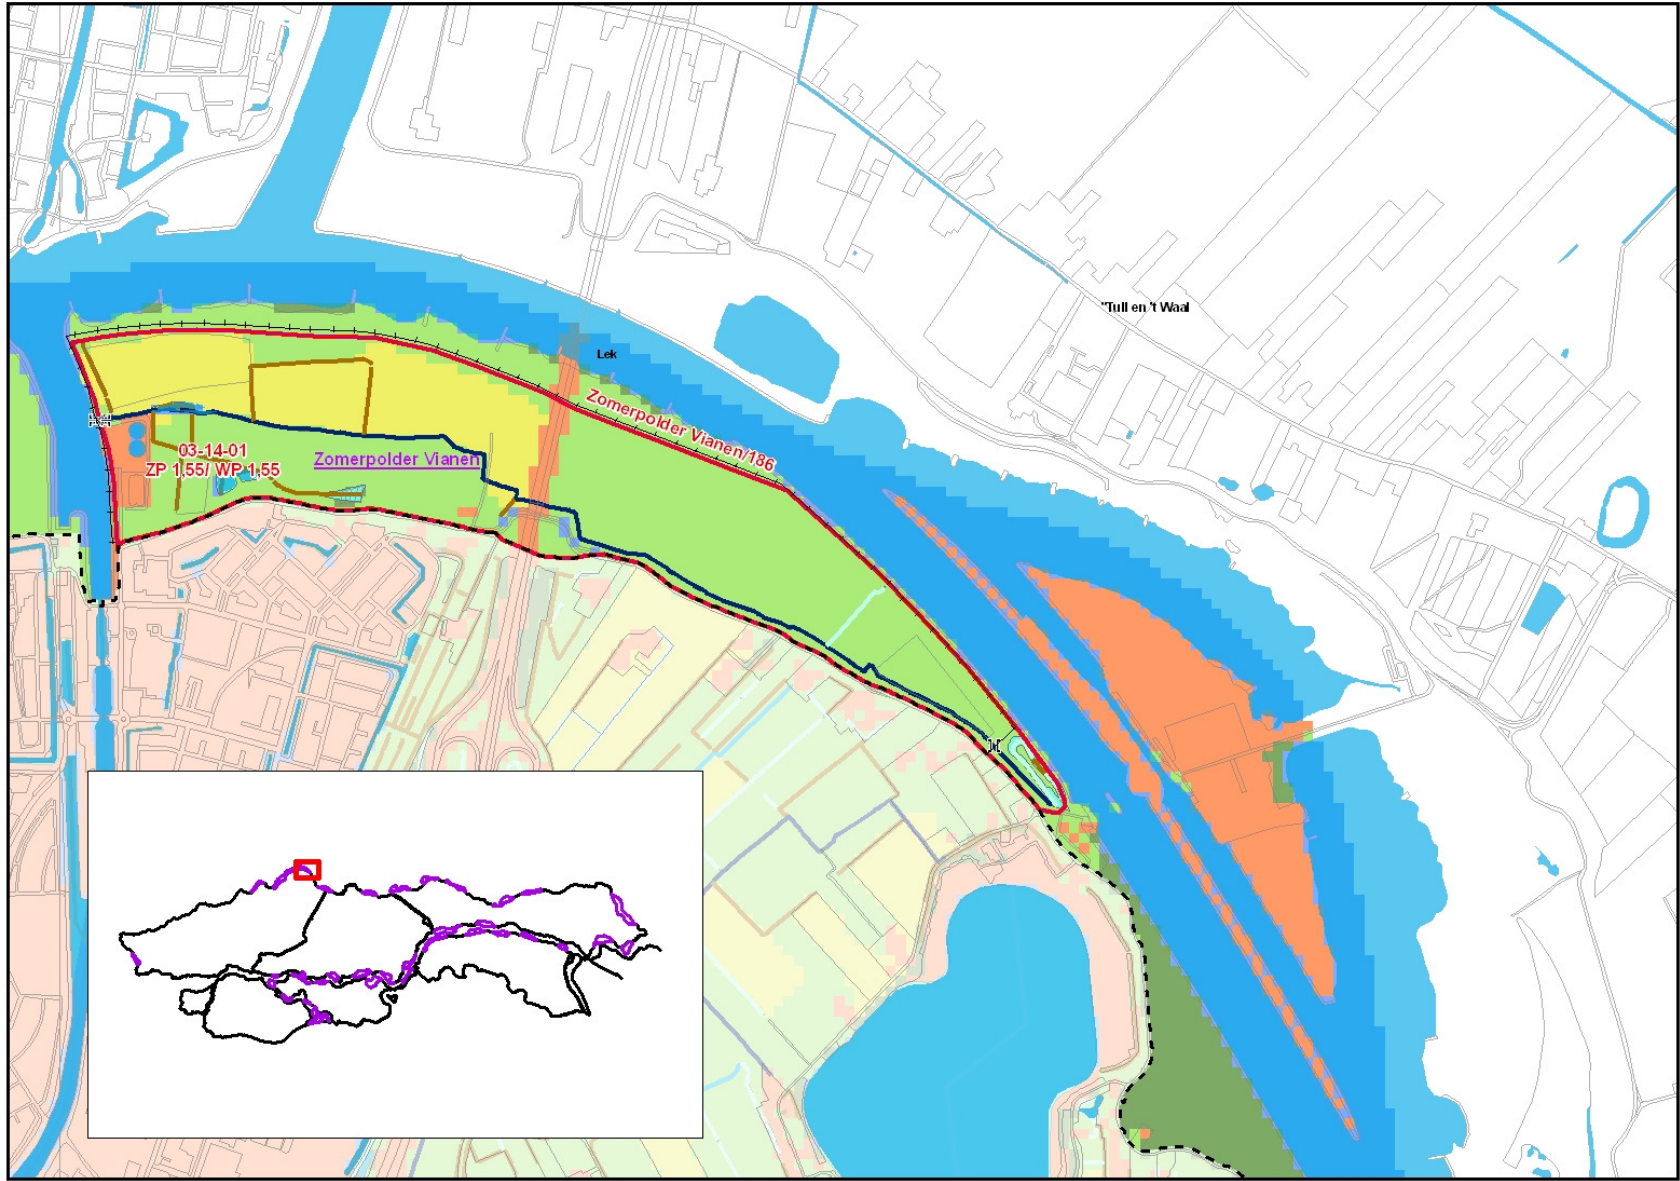 "Tull en 't Waal
Lek
Zomerpolder Vianen/186
03-14-01
ZP 1,55/ WP 1,55
Zomerpolder Vianen